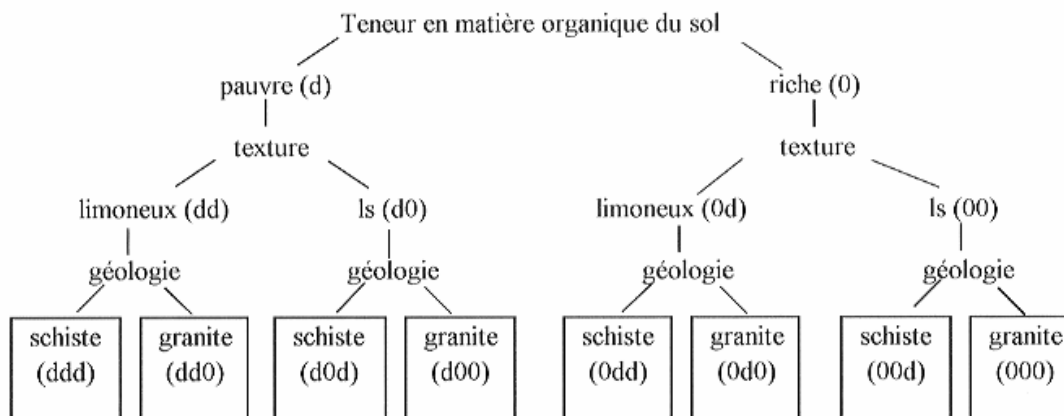 Teneur en matière organique du sol
pauvre (d) riche (0)
texture texture
limoneux (dd) ls (d0) limoneux (0d) ls (00)
géologie géologie géologie géologie
schiste granite schiste granite schiste granite schiste granite
(ddd) (dd0) (d0d) (d00) (0dd) (0d0) (00d) (000)